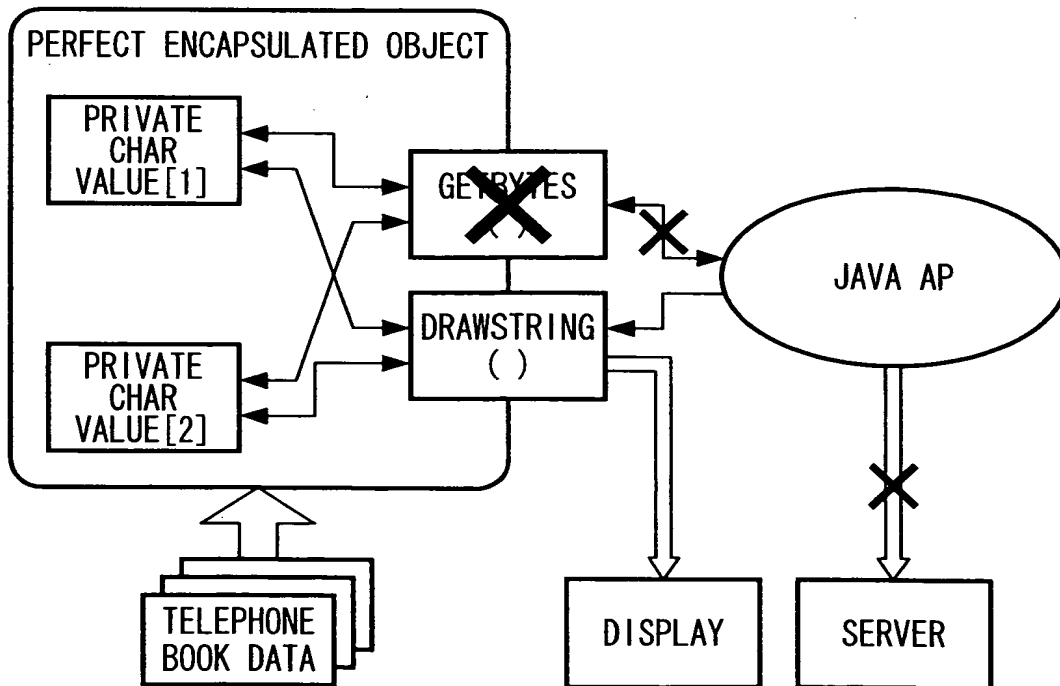 PERFECT ENCAPSULATED OBJECT
PRIVATE
CHAR
VALUE[1]
GETBYTES
( )
JAVA AP
DRAWSTRING
( )
PRIVATE
CHAR
VALUE[2]
TELEPHONE
BOOK DATA
DISPLAY
SERVER